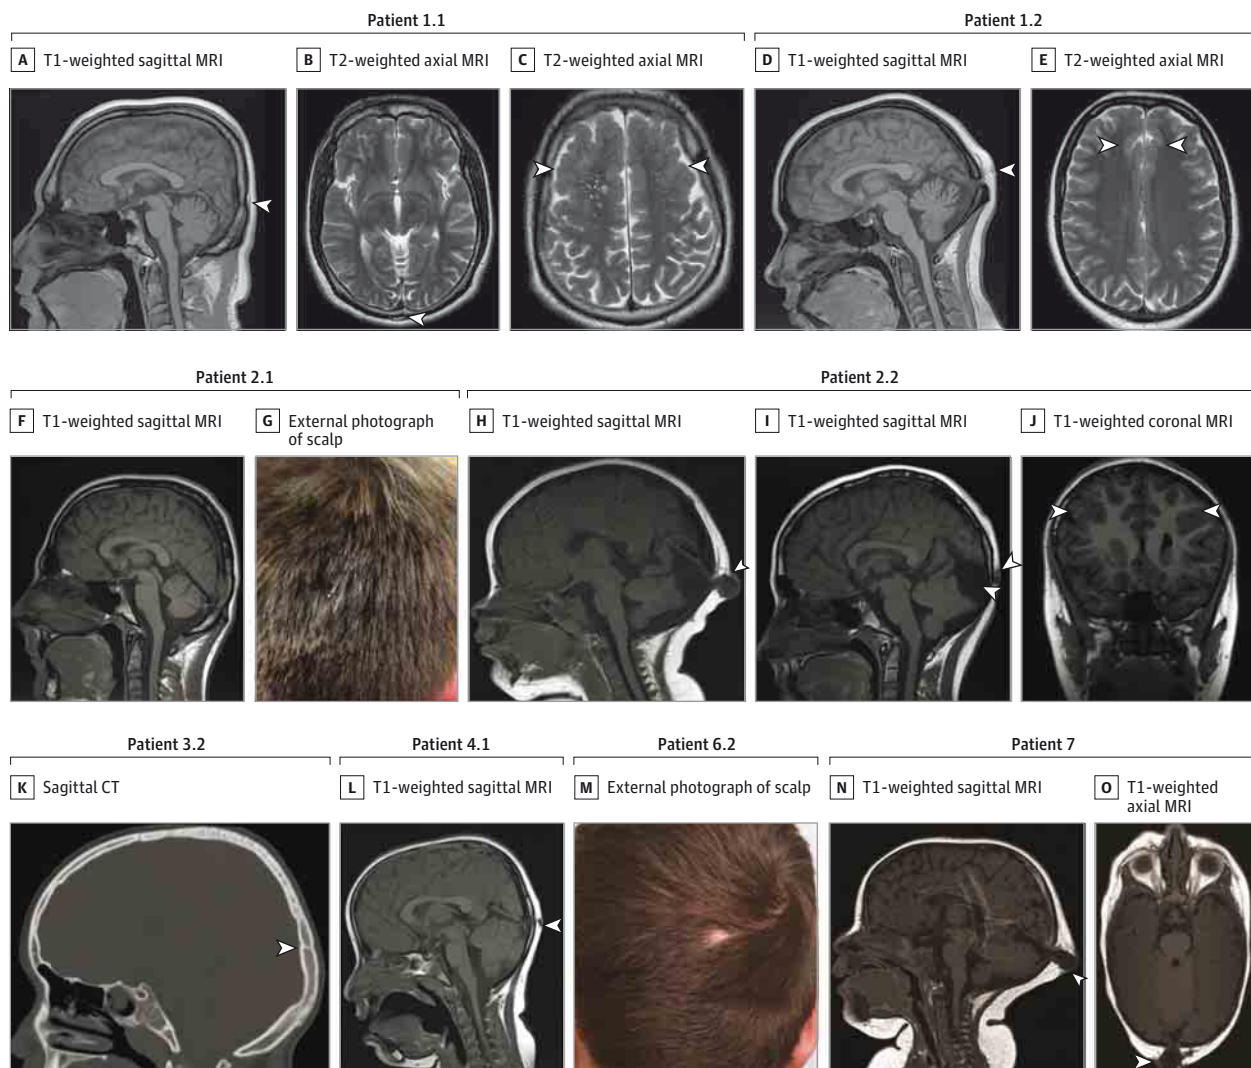 Patient 1.1 Patient 1.2
A T1-weighted sagittal MRI B T2-weighted axial MRI C T2-weighted axial MRI D T1-weighted sagittal MRI E T2-weighted axial MRI
Patient 2.1 Patient 2.2
F T1-weighted sagittal MRI G External photograph H T1-weighted sagittal MRI I T1-weighted sagittal MRI J T1-weighted coronal MRI
of scalp
Patient 3.2 Patient 4.1 Patient 6.2 Patient 7
K Sagittal CT L T1-weighted sagittal MRI M External photograph of scalp N T1-weighted sagittal MRI O T1-weighted
axial MRI